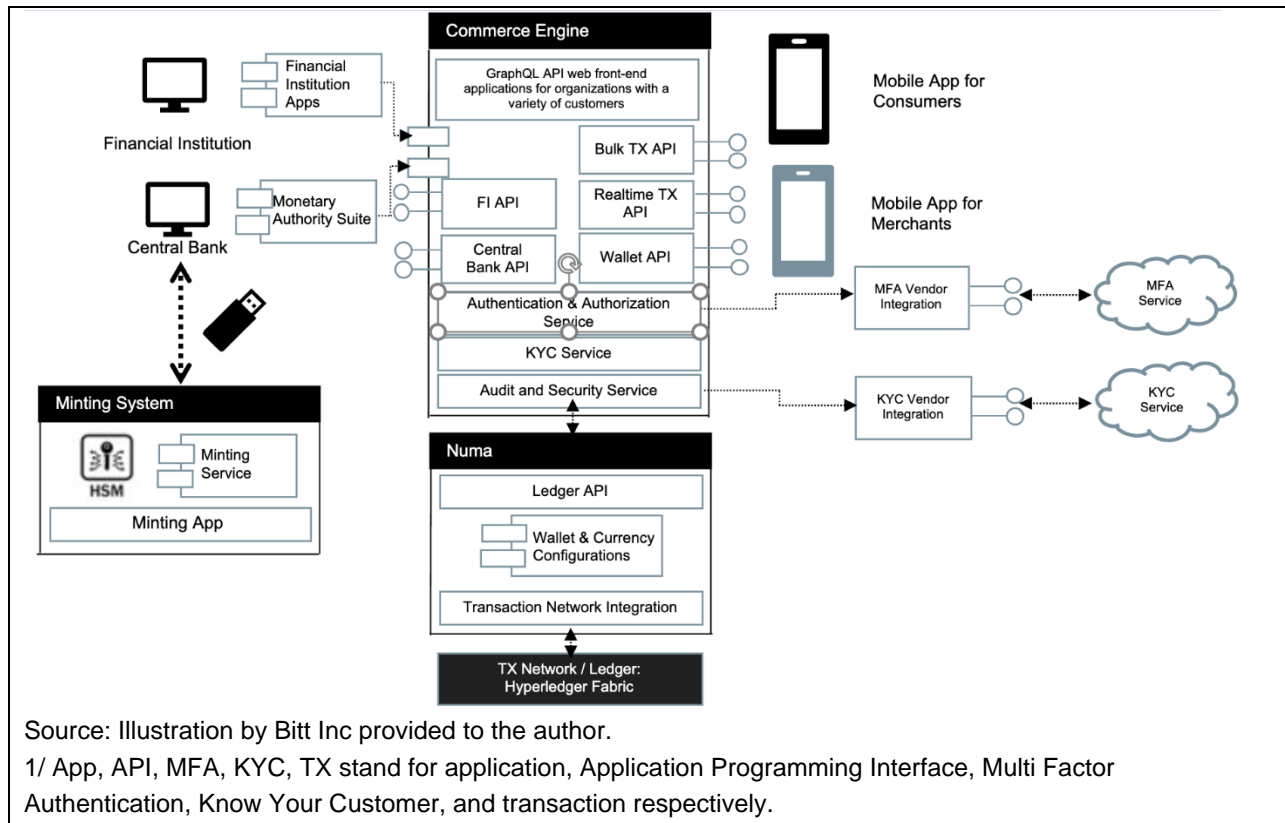 Commerce Engine
GraphQL API web front-end
applications for organizations with a
variety of customers
Financial
Institution
Apps
Financial Institution
Monetary
Authority Suite
Central Bank
FI API
Central
Bank API
Bulk TX API
Realtime TX
API
Wallet API
Authentication & Authorization
Service
KYC Service
Audit and Security Service
Mobile App for
Consumers
Mobile App for
Merchants
MFA Vendor
Integration
MFA
Service
KYC Vendor
Integration
KYC
Service
Minting System
HSM
Minting
Service
Minting App
Numa
Ledger API
Wallet & Currency
Configurations
Transaction Network Integration
TX Network / Ledger:
Hyperledger Fabric
Source: Illustration by Bitt Inc provided to the author.
1/ App, API, MFA, KYC, TX stand for application, Application Programming Interface, Multi Factor
Authentication, Know Your Customer, and transaction respectively.